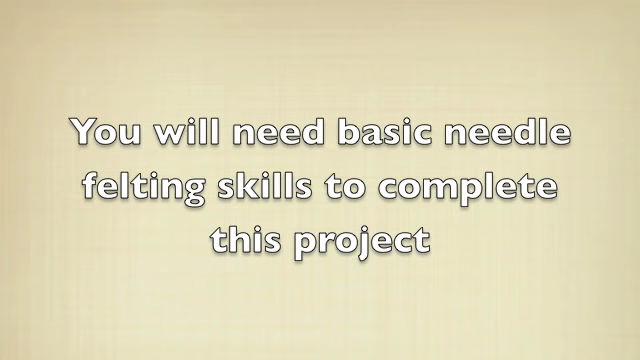 You will need basic needle
felting skills to complete
this project